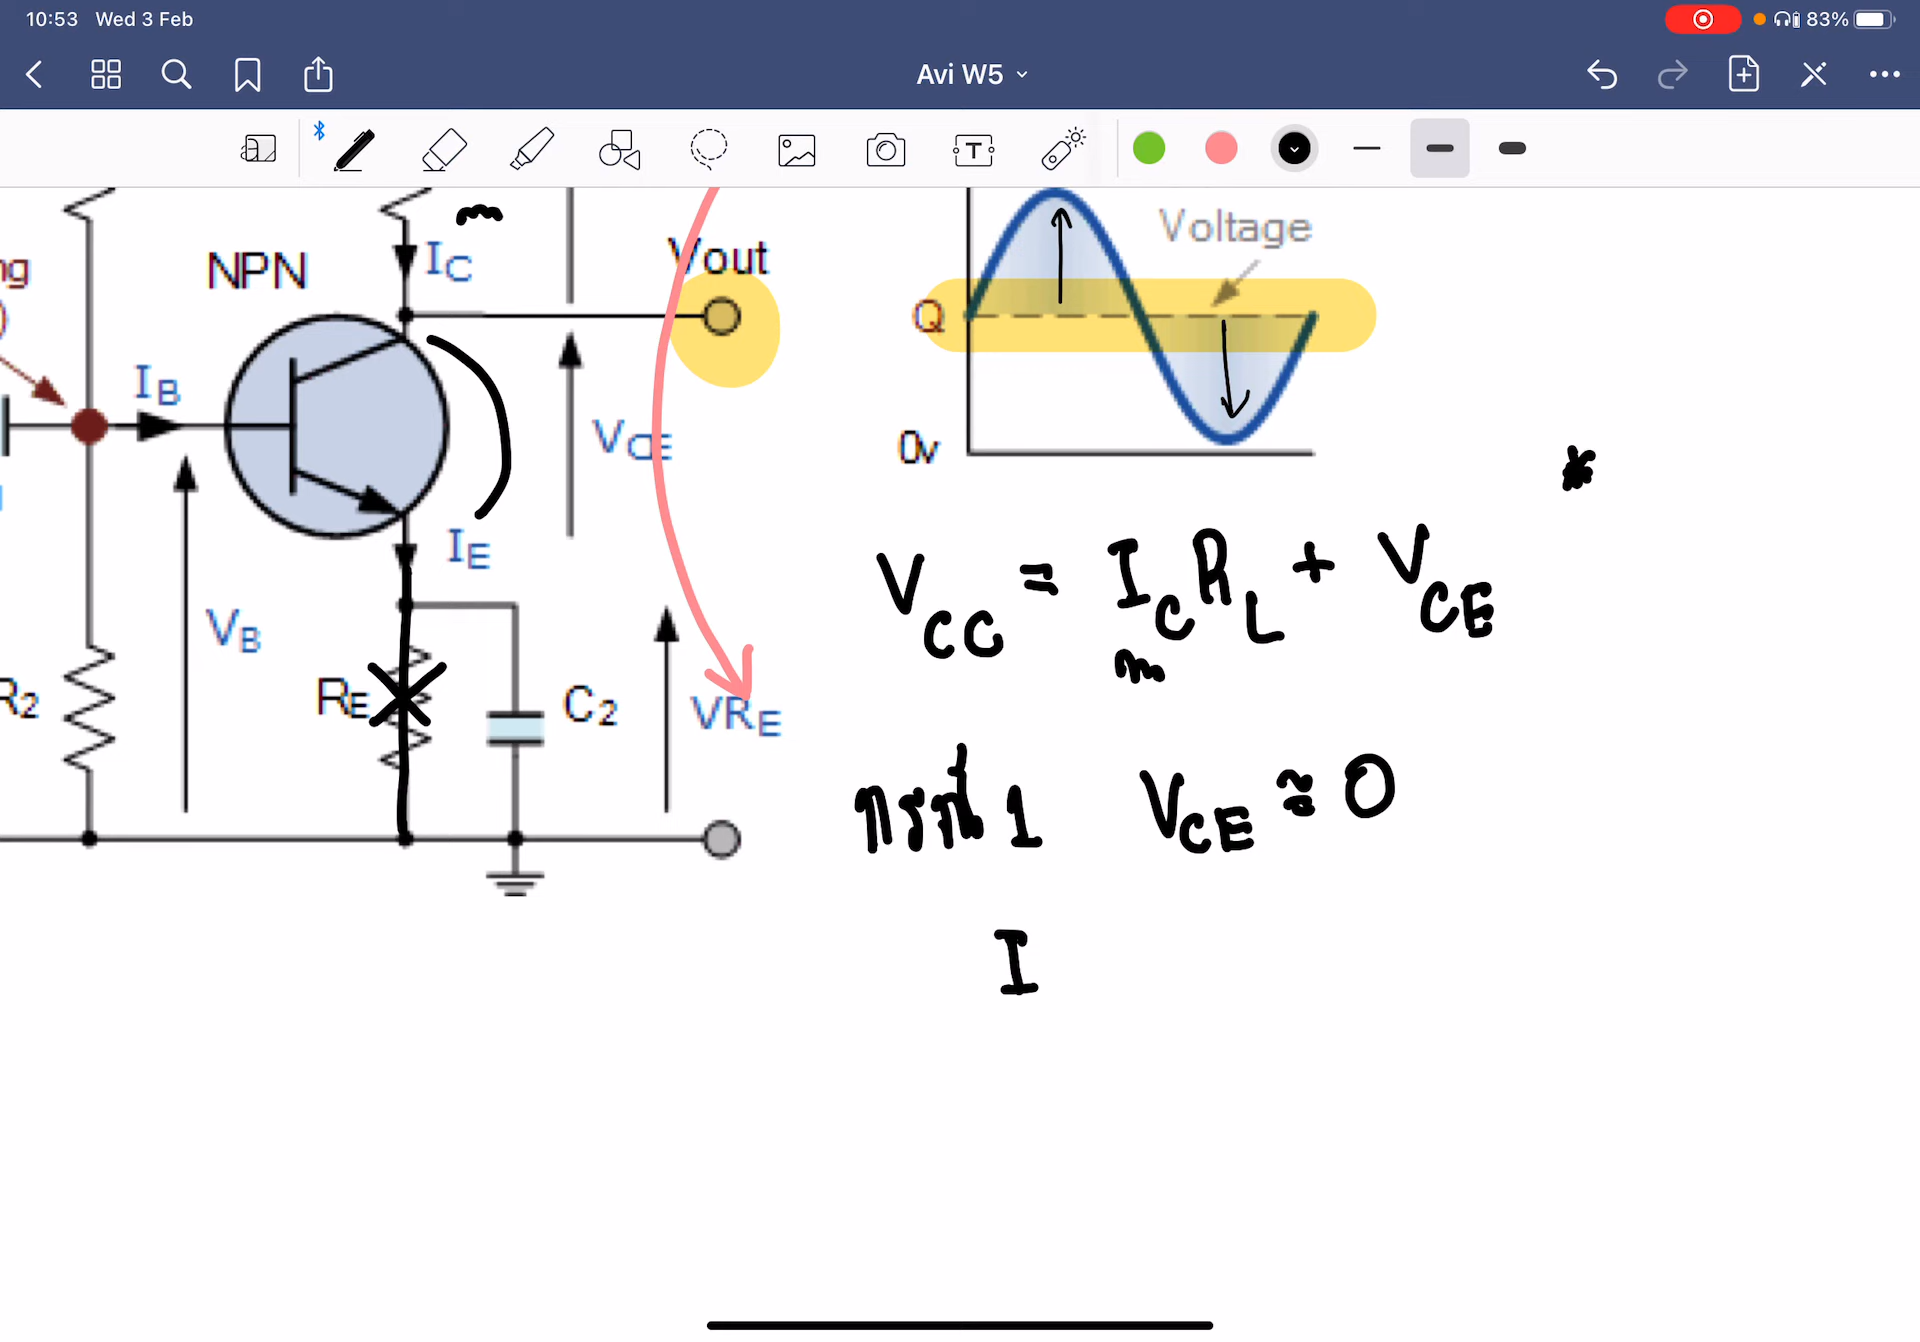 10:53 Wed 3 Feb
83%
Avi W5
NPN
IC
Vout
Voltage
Q
0v
ng
)
IB
VCE
IE
VB
R2
RE
C2
VRE
VCC = ICRL + VCE
m
m
กรณี 1 VCE ≈ 0
I